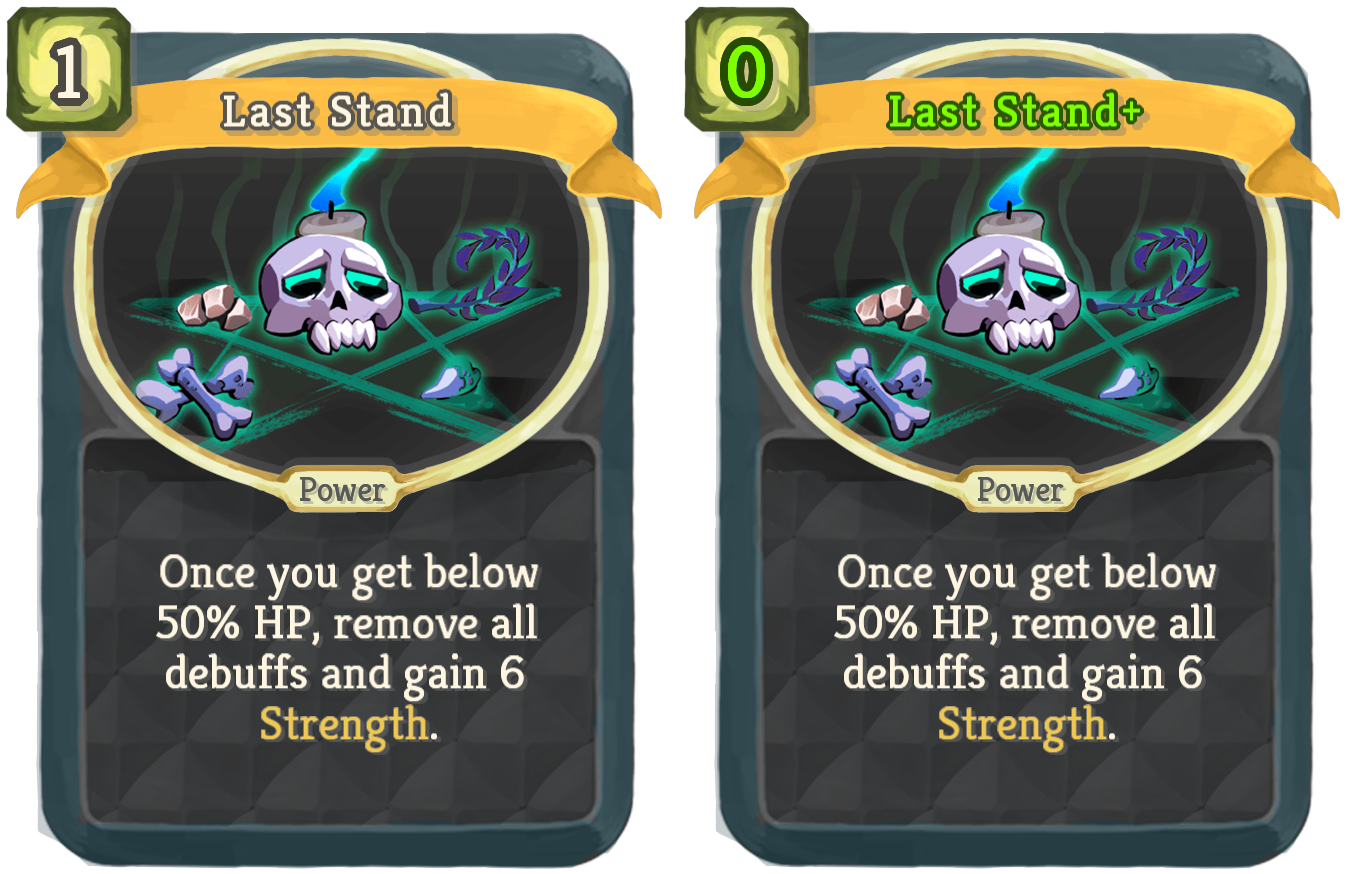 1
Last Stand
Power
Once you get below
50% HP, remove all
debuffs and gain 6
Strength.
0
Last Stand+
Power
Once you get below
50% HP, remove all
debuffs and gain 6
Strength.